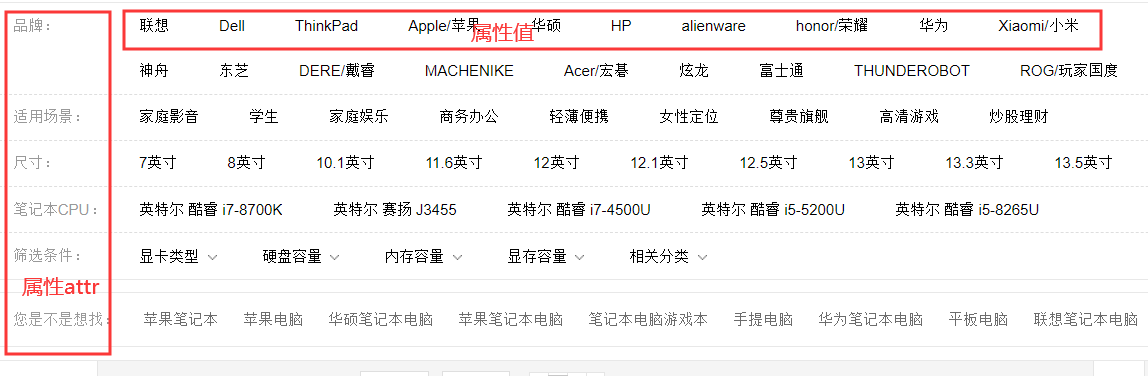 品牌： 联想 Dell ThinkPad Apple/苹果 华硕 HP alienware honor/荣耀 华为 Xiaomi/小米
属性值
神舟 东芝 DERE/戴睿 MACHENIKE Acer/宏碁 炫龙 富士通 THUNDEROBOT ROG/玩家国度
适用场景： 家庭影音 学生 家庭娱乐 商务办公 轻薄便携 女性定位 尊贵旗舰 高清游戏 炒股理财
尺寸： 7英寸 8英寸 10.1英寸 11.6英寸 12英寸 12.1英寸 12.5英寸 13英寸 13.3英寸 13.5英寸
笔记本CPU： 英特尔 酷睿 i7-8700K 英特尔 赛扬 J3455 英特尔 酷睿 i7-4500U 英特尔 酷睿 i5-5200U 英特尔 酷睿 i5-8265U
筛选条件： 显卡类型 硬盘容量 内存容量 显存容量 相关分类
属性attr
您是不是想找： 苹果笔记本 苹果电脑 华硕笔记本电脑 苹果笔记本电脑 笔记本电脑游戏本 手提电脑 华为笔记本电脑 平板电脑 联想笔记本电脑